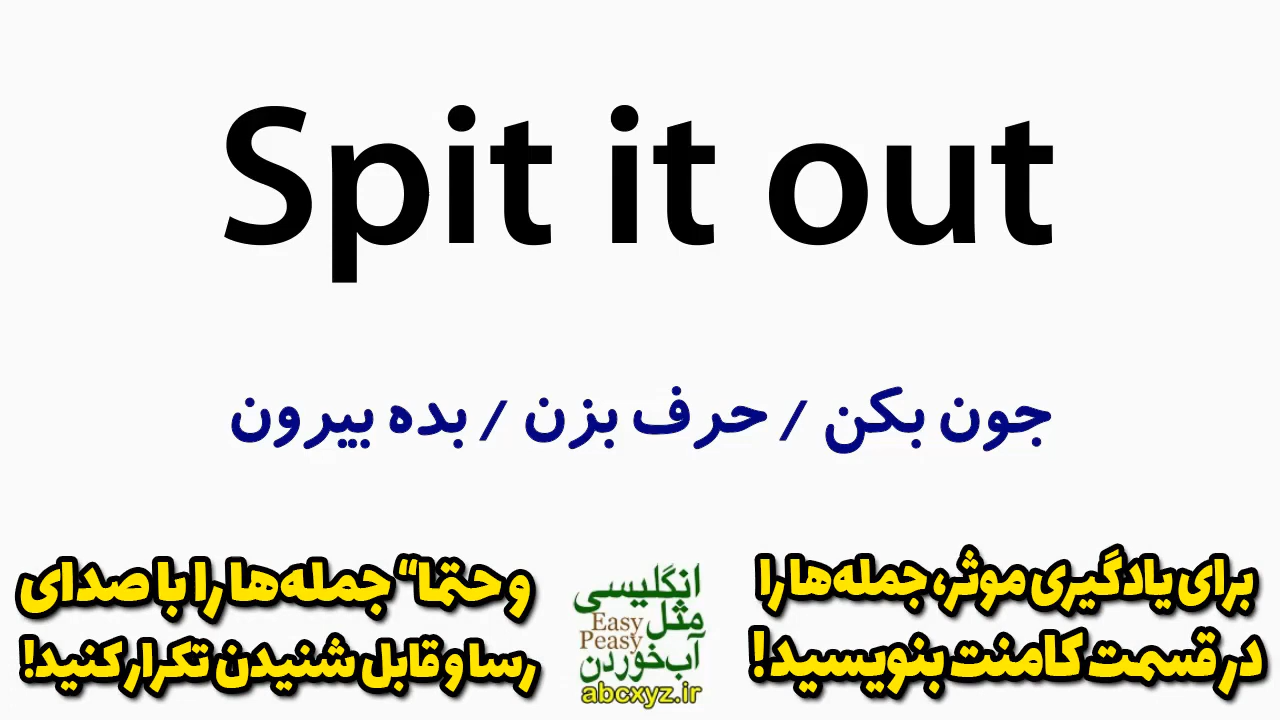 Spit it out
جون بکن / حرف بزن / بده بیرون
برای یادگیری موثر، جمله‌ها را
در قسمت کامنت بنویسید!
انگلیسی
مثل
Easy
Peasy
آب خوردن
abcxyz.ir
و حتما“ جمله‌ها را با صدای
رسا و قابل شنیدن تکرار کنید!